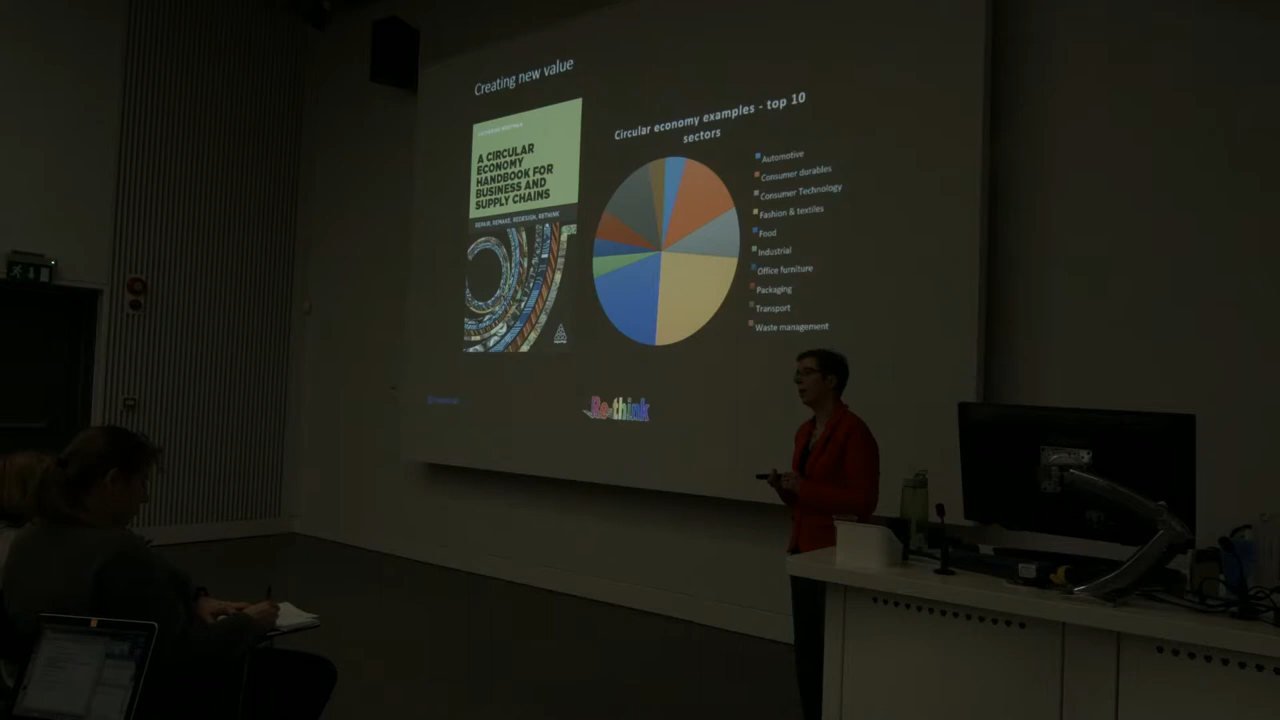 Creating new value
A CIRCULAR
ECONOMY
HANDBOOK FOR
BUSINESS AND
SUPPLY CHAINS
REPAIR, REMAKE, REDESIGN, RETHINK
Circular economy examples - top 10
sectors
Automotive
Consumer durables
Consumer Technology
Fashion & textiles
Food
Industrial
Office furniture
Packaging
Transport
Waste management
Re-think